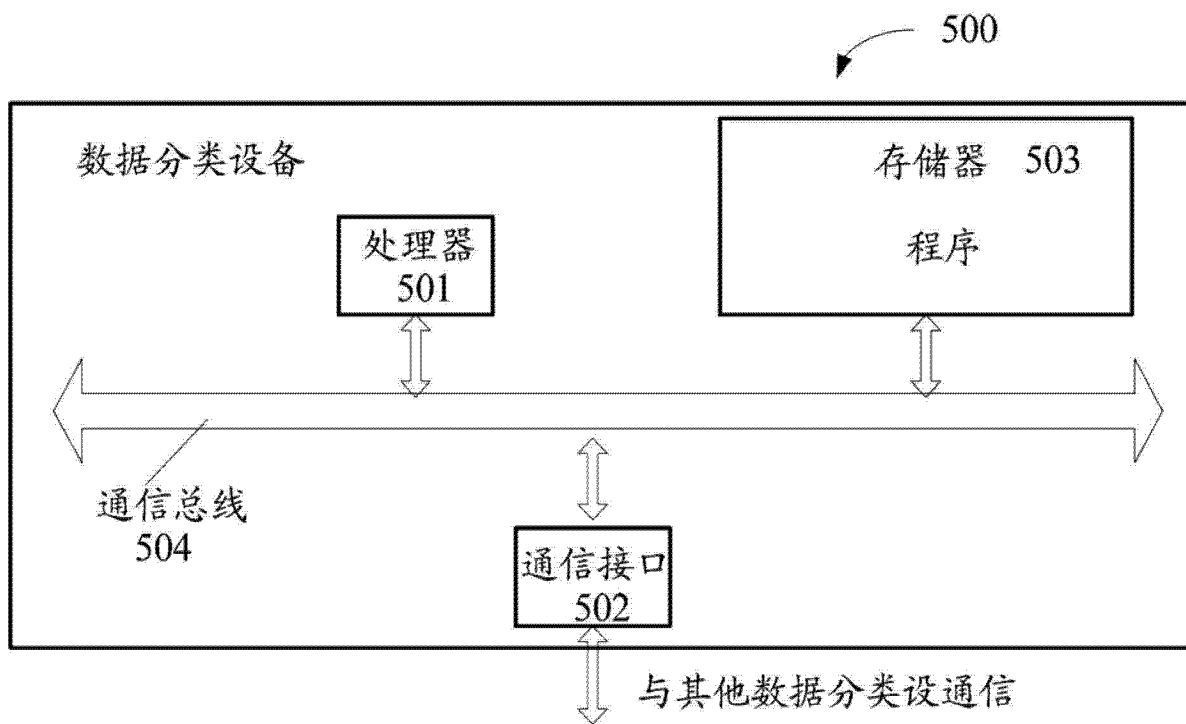 500
数据分类设备
存储器 503
程序
处理器
501
通信总线
504
通信接口
502
与其他数据分类设通信